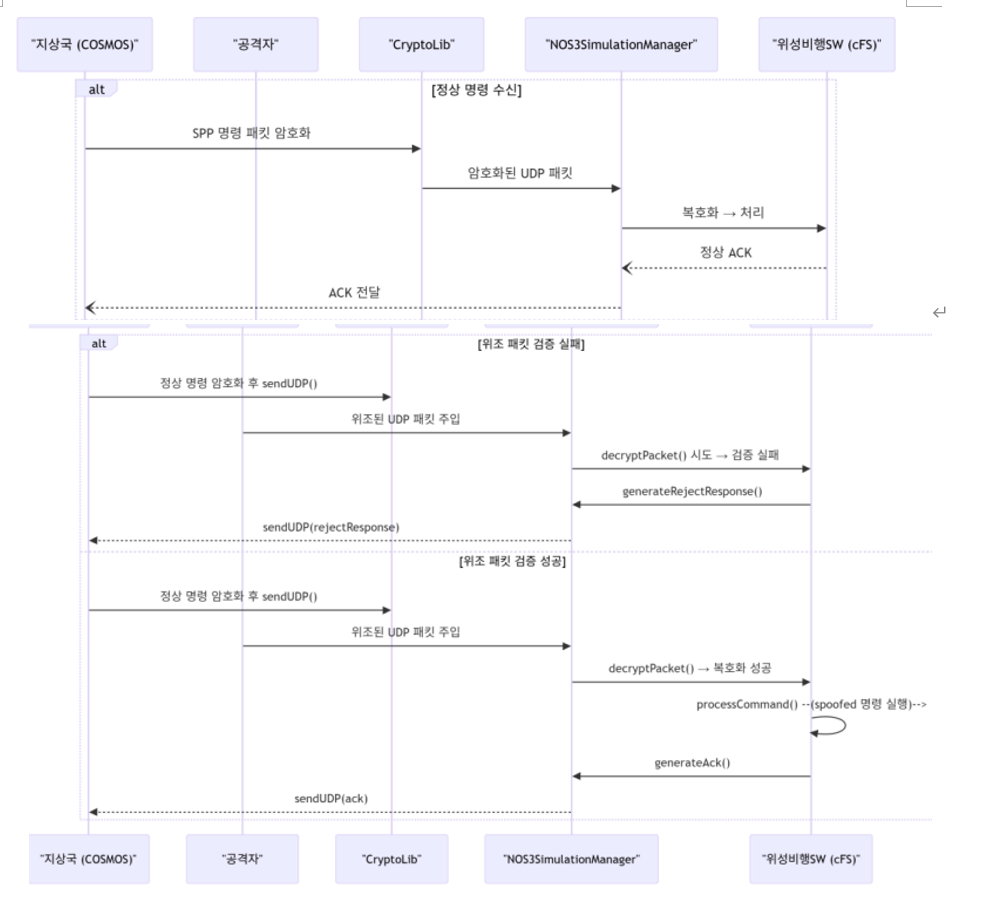 "지상국 (COSMOS)" "공격자" "CryptoLib" "NOS3SimulationManager" "위성비행SW (cFS)"
alt [정상 명령 수신]
SPP 명령 패킷 암호화
암호화된 UDP 패킷
복호화 → 처리
정상 ACK
ACK 전달
alt [위조 패킷 검증 실패]
정상 명령 암호화 후 sendUDP()
위조된 UDP 패킷 주입
decryptPacket() 시도 → 검증 실패
generateRejectResponse()
sendUDP(rejectResponse)
[위조 패킷 검증 성공]
정상 명령 암호화 후 sendUDP()
위조된 UDP 패킷 주입
decryptPacket() → 복호화 성공
processCommand() --(spoofed 명령 실행)-->
generateAck()
sendUDP(ack)
"지상국 (COSMOS)" "공격자" "CryptoLib" "NOS3SimulationManager" "위성비행SW (cFS)"